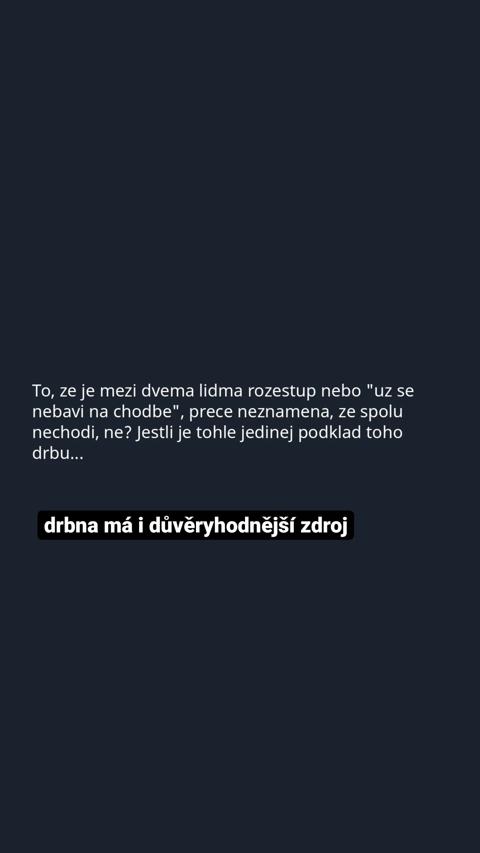 To, ze je mezi dvema lidma rozestup nebo "uz se
nebavi na chodbe", prece neznamena, ze spolu
nechodi, ne? Jestli je tohle jedinej podklad toho
drbu...
drbna má i důvěryhodnější zdroj